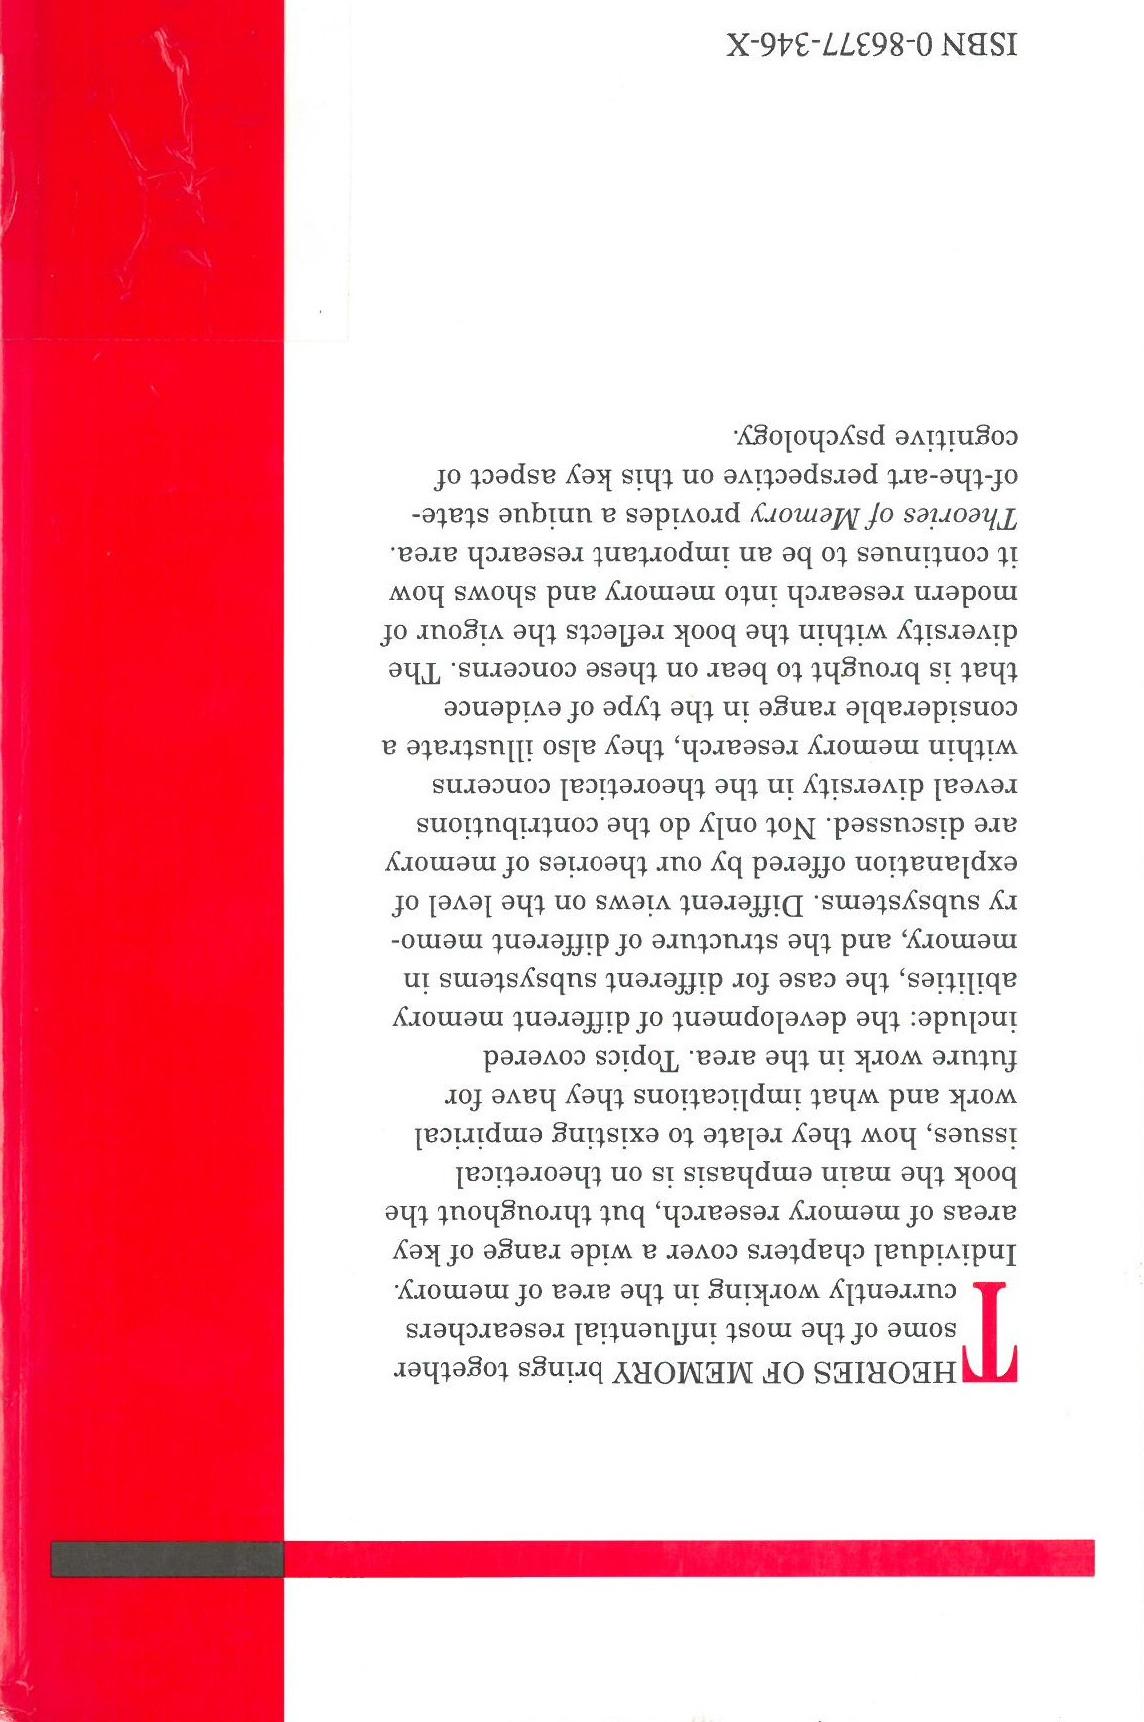 THEORIES OF MEMORY brings together
some of the most influential researchers
currently working in the area of memory.
Individual chapters cover a wide range of key
areas of memory research, but throughout the
book the main emphasis is on theoretical
issues, how they relate to existing empirical
work and what implications they have for
future work in the area. Topics covered
include: the development of different memory
abilities, the case for different subsystems in
memory, and the structure of different memo-
ry subsystems. Different views on the level of
explanation offered by our theories of memory
are discussed. Not only do the contributions
reveal diversity in the theoretical concerns
within memory research, they also illustrate a
considerable range in the type of evidence
that is brought to bear on these concerns. The
diversity within the book reflects the vigour of
modern research into memory and shows how
it continues to be an important research area.
Theories of Memory provides a unique state-
of-the-art perspective on this key aspect of
cognitive psychology.
ISBN 0-86377-346-X